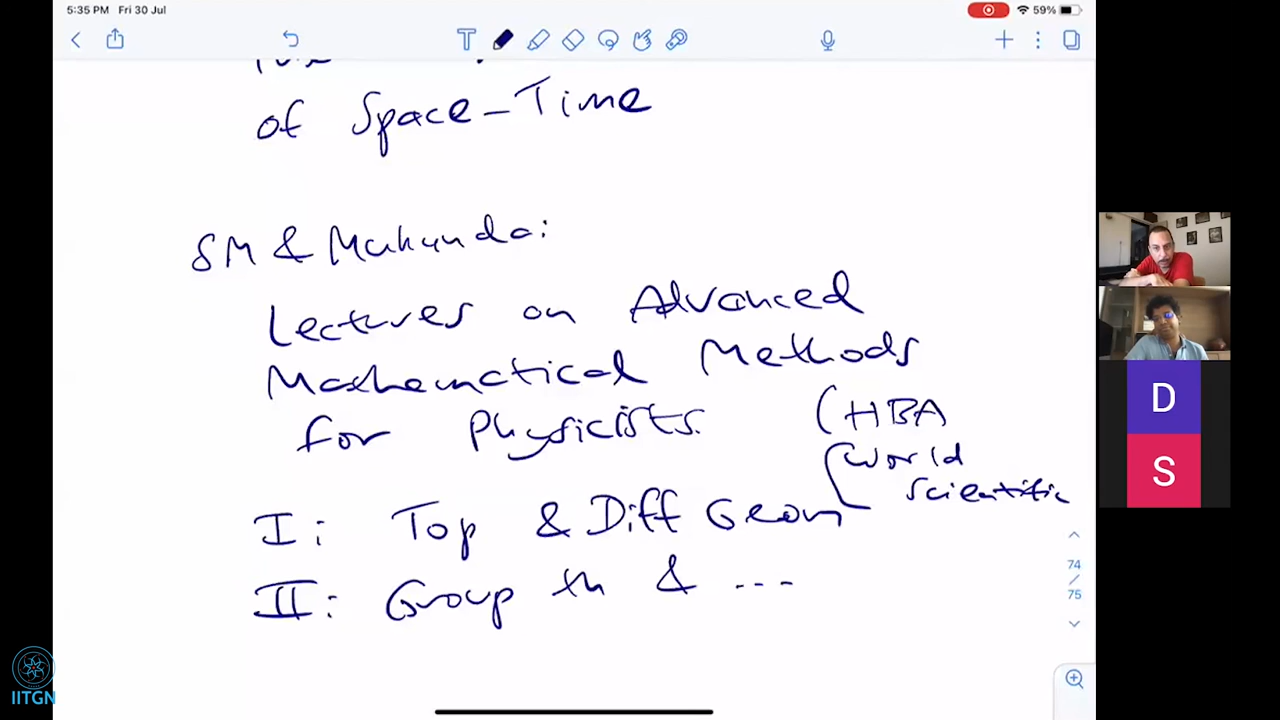 5:35 PM Fri 30 Jul
59%
of Space-Time
SM & Mukunda:
Lectures on Advanced
Mathematical Methods
for Physicists.
(HBA
World
Scientific
I: Top & Diff Geom
II: Group th & ---
74
/
75
D
S
IITGN